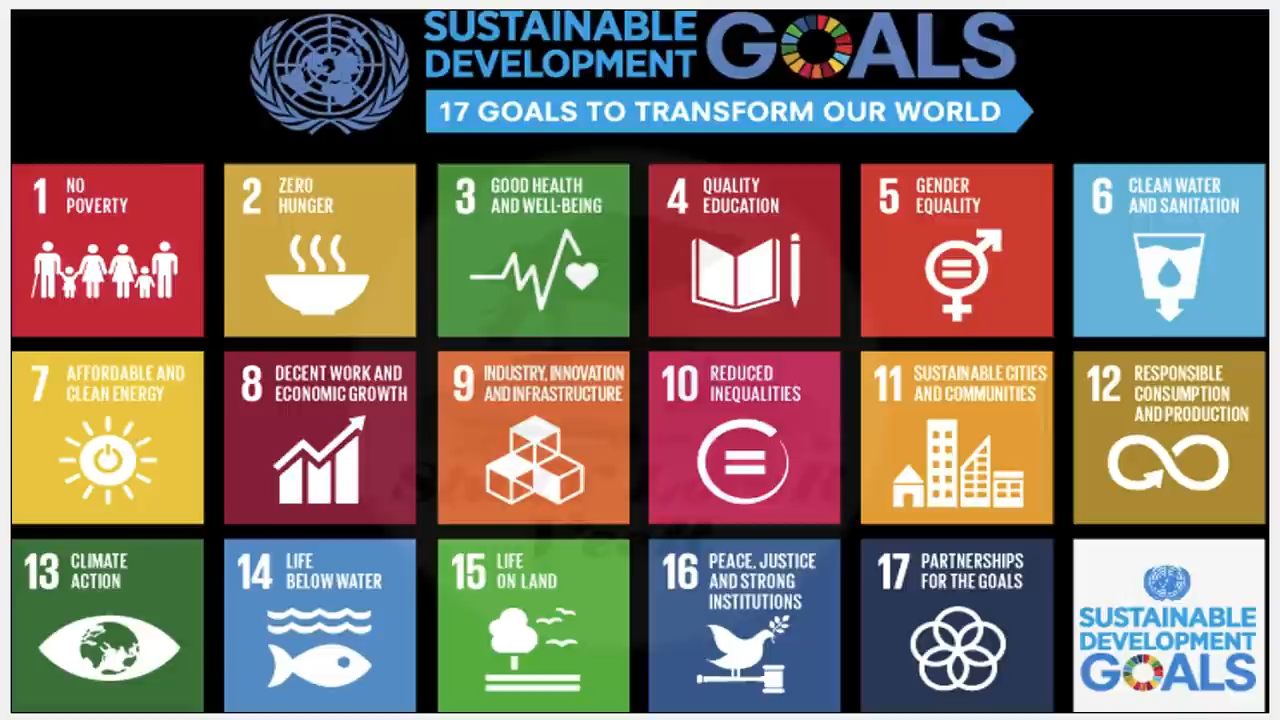 SUSTAINABLE
DEVELOPMENT
GOALS
17 GOALS TO TRANSFORM OUR WORLD
1 NO
POVERTY
2 ZERO
HUNGER
3 GOOD HEALTH
AND WELL-BEING
4 QUALITY
EDUCATION
5 GENDER
EQUALITY
6 CLEAN WATER
AND SANITATION
7 AFFORDABLE AND
CLEAN ENERGY
8 DECENT WORK AND
ECONOMIC GROWTH
9 INDUSTRY, INNOVATION
AND INFRASTRUCTURE
10 REDUCED
INEQUALITIES
11 SUSTAINABLE CITIES
AND COMMUNITIES
12 RESPONSIBLE
CONSUMPTION
AND PRODUCTION
13 CLIMATE
ACTION
14 LIFE
BELOW WATER
15 LIFE
ON LAND
16 PEACE, JUSTICE
AND STRONG
INSTITUTIONS
17 PARTNERSHIPS
FOR THE GOALS
SUSTAINABLE
DEVELOPMENT
GOALS